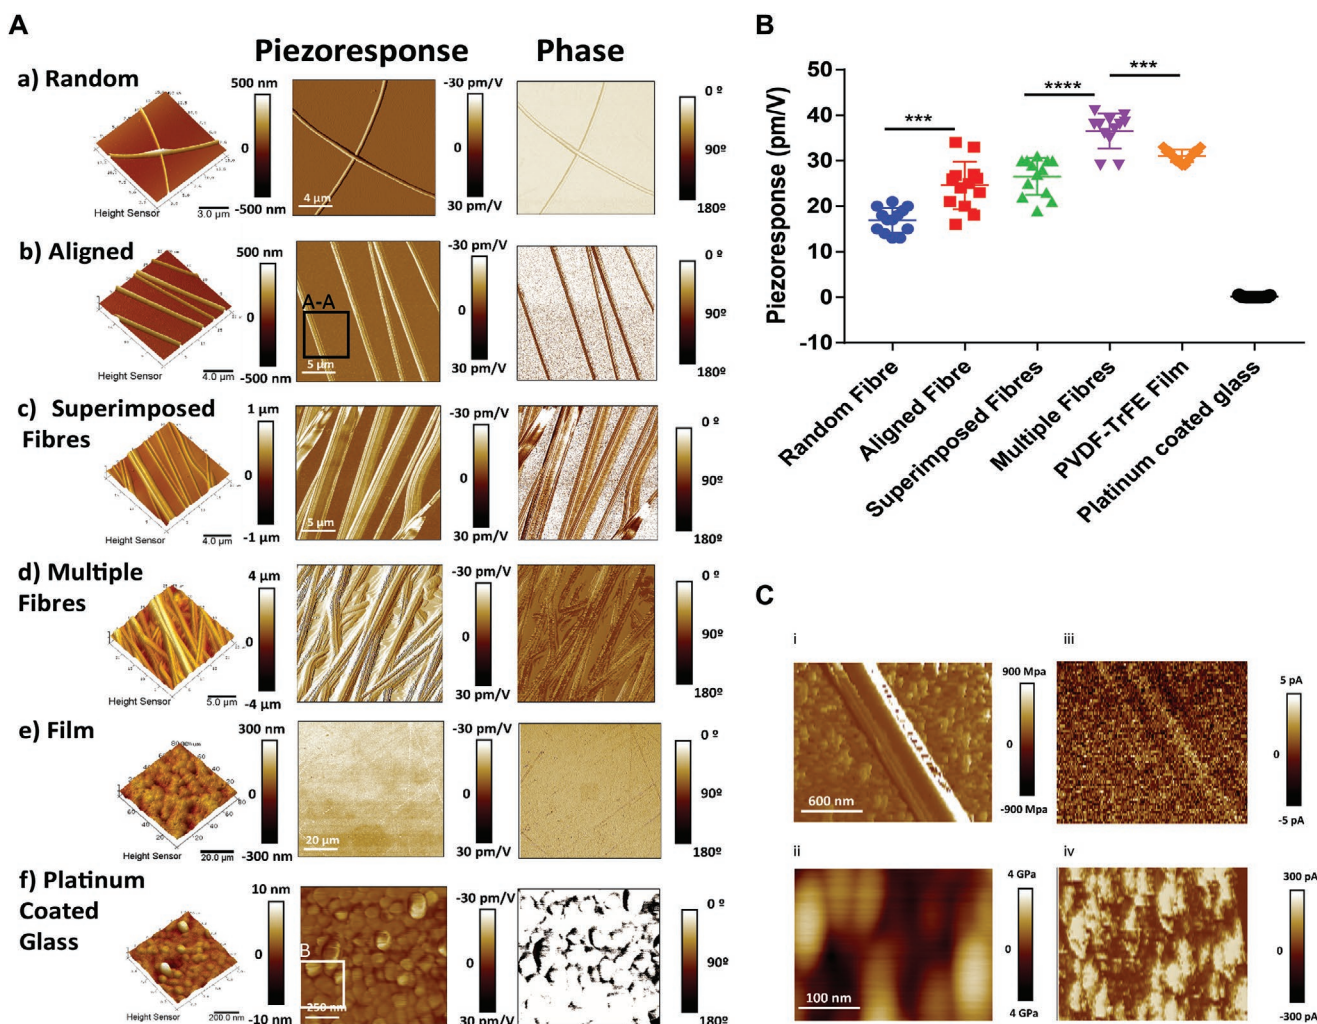 A
Piezoresponse
Phase
a) Random
500 nm
0
-500 nm
Height Sensor
3.0 µm
4 µm
-30 pm/V
0
30 pm/V
0 º
90º
180º
b) Aligned
500 nm
0
-500 nm
Height Sensor
4.0 µm
A-A
5 µm
-30 pm/V
0
30 pm/V
0 º
90º
180º
c) Superimposed
Fibres
1 µm
0
-1 µm
Height Sensor
4.0 µm
5 µm
-30 pm/V
0
30 pm/V
0 º
90º
180º
d) Multiple
Fibres
4 µm
0
-4 µm
Height Sensor
5.0 µm
-30 pm/V
0
30 pm/V
0 º
90º
180º
e) Film
300 nm
0
-300 nm
Height Sensor
20.0 µm
20 µm
-30 pm/V
0
30 pm/V
0 º
90º
180º
f) Platinum
Coated
Glass
10 nm
0
-10 nm
Height Sensor
200.0 nm
B
250 nm
-30 pm/V
0
30 pm/V
0 º
90º
180º
B
Piezoresponse (pm/V)
50
40
30
20
10
0
-10
***
****
***
Random Fibre
Aligned Fibre
Superimposed Fibres
Multiple Fibres
PVDF-TrFE Film
Platinum coated glass
C
i
600 nm
900 Mpa
0
-900 Mpa
iii
5 pA
0
-5 pA
ii
100 nm
4 GPa
0
4 GPa
iv
300 pA
0
-300 pA